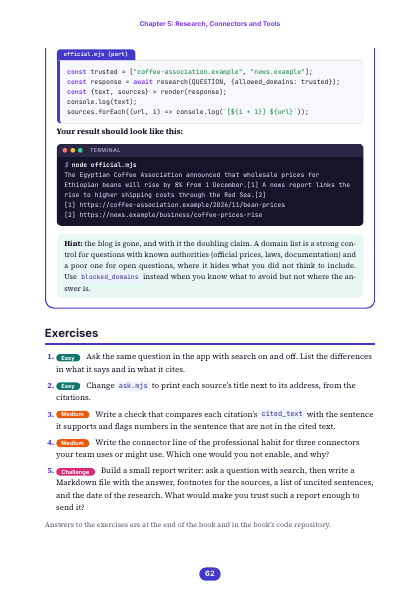 Chapter 5: Research, Connectors and Tools
official.mjs (part)
const trusted = ["coffee-association.example", "news.example"];
const response = await research(QUESTION, {allowed_domains: trusted});
const {text, sources} = render(response);
console.log(text);
sources.forEach((url, i) => console.log(`[${i + 1}] ${url}`));
Your result should look like this:
TERMINAL
$ node official.mjs
The Egyptian Coffee Association announced that wholesale prices for
Ethiopian beans will rise by 8% from 1 December.[1] A news report links the
rise to higher shipping costs through the Red Sea.[2]
[1] https://coffee-association.example/2026/11/bean-prices
[2] https://news.example/business/coffee-prices-rise
Hint: the blog is gone, and with it the doubling claim. A domain list is a strong con-
trol for questions with known authorities (official prices, laws, documentation) and
a poor one for open questions, where it hides what you did not think to include.
Use blocked_domains instead when you know what to avoid but not where the an-
swer is.
Exercises
1. Easy Ask the same question in the app with search on and off. List the differences
in what it says and in what it cites.
2. Easy Change ask.mjs to print each source's title next to its address, from the
citations.
3. Medium Write a check that compares each citation's cited_text with the sentence
it supports and flags numbers in the sentence that are not in the cited text.
4. Medium Write the connector line of the professional habit for three connectors
your team uses or might use. Which one would you not enable, and why?
5. Challenge Build a small report writer: ask a question with search, then write a
Markdown file with the answer, footnotes for the sources, a list of uncited sentences,
and the date of the research. What would make you trust such a report enough to
send it?
Answers to the exercises are at the end of the book and in the book's code repository.
62